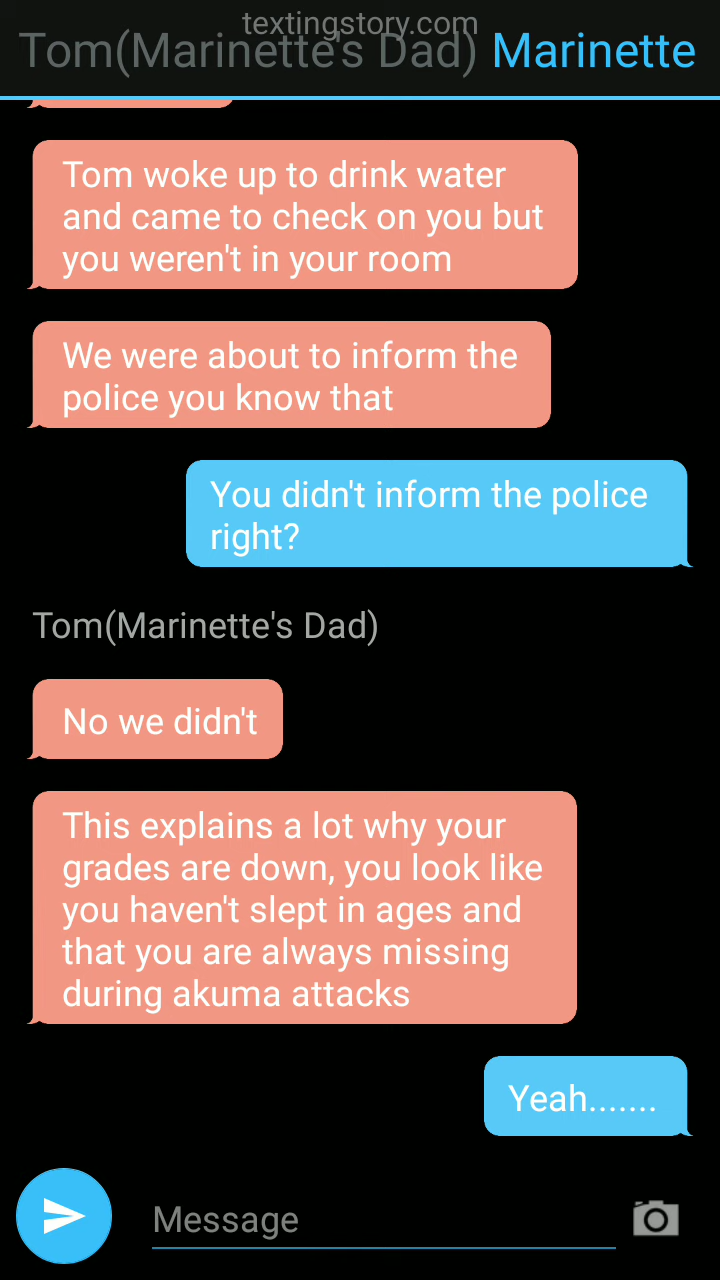 textingstory.com
Tom(Marinette's Dad) Marinette
Tom woke up to drink water
and came to check on you but
you weren't in your room
We were about to inform the
police you know that
You didn't inform the police
right?
Tom(Marinette's Dad)
No we didn't
This explains a lot why your
grades are down, you look like
you haven't slept in ages and
that you are always missing
during akuma attacks
Yeah.......
Message